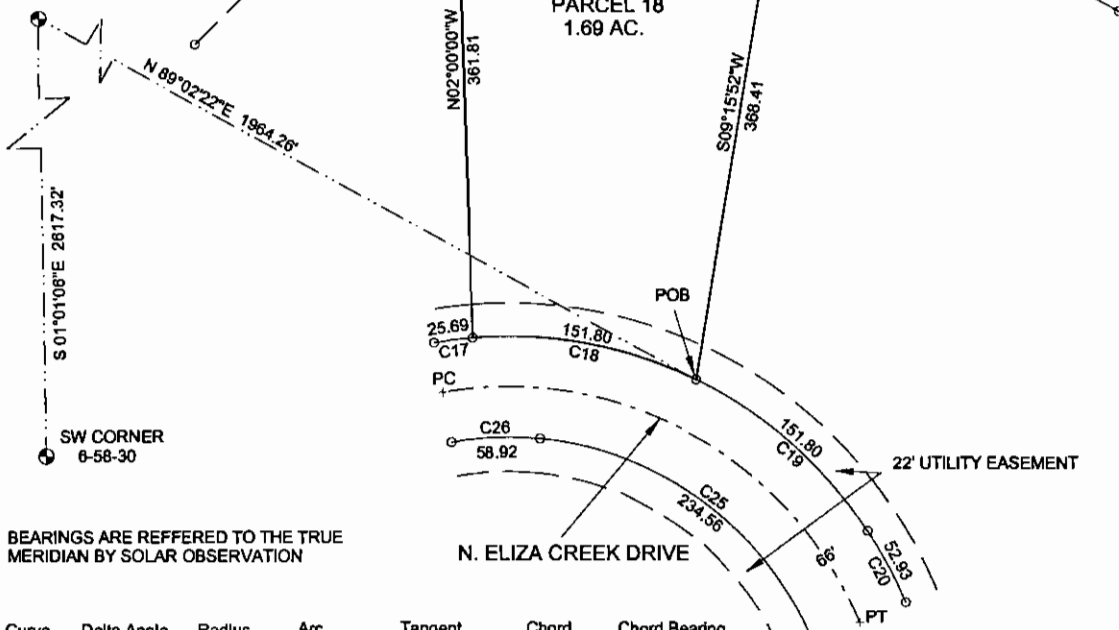 PARCEL 18
1.69 AC.
N02°00'00"W
361.81
S09°15'52"W
368.41
N 89°02'22"E 1964.26'
S 01°01'06"E 2617.32'
POB
25.69
C17
151.80
C18
PC
C26
58.92
SW CORNER
6-58-30
151.80
C19
22' UTILITY EASEMENT
C25
234.56
BEARINGS ARE REFFERED TO THE TRUE
MERIDIAN BY SOLAR OBSERVATION
N. ELIZA CREEK DRIVE
66'
52.93
C20
PT
Curve Delta Angle Radius Arc Tangent Chord Chord Bearing